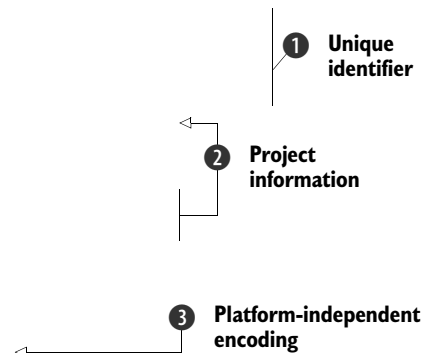 1 Unique
identifier
2 Project
information
3 Platform-independent
encoding